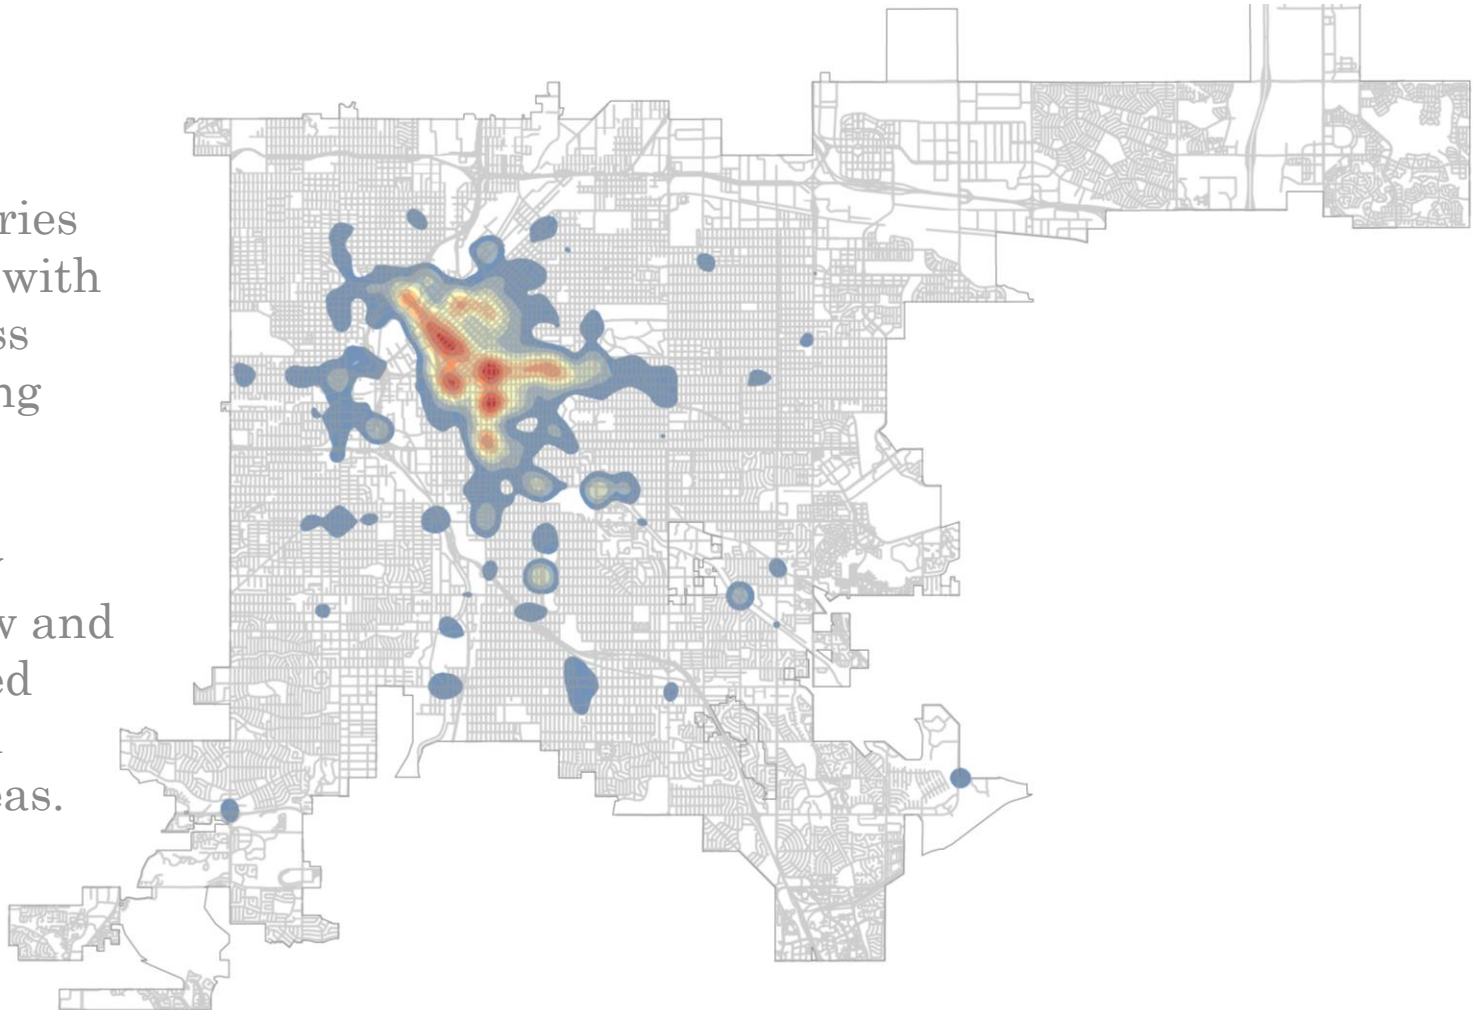 ries
with
ss
ng
w and
ed
eas.